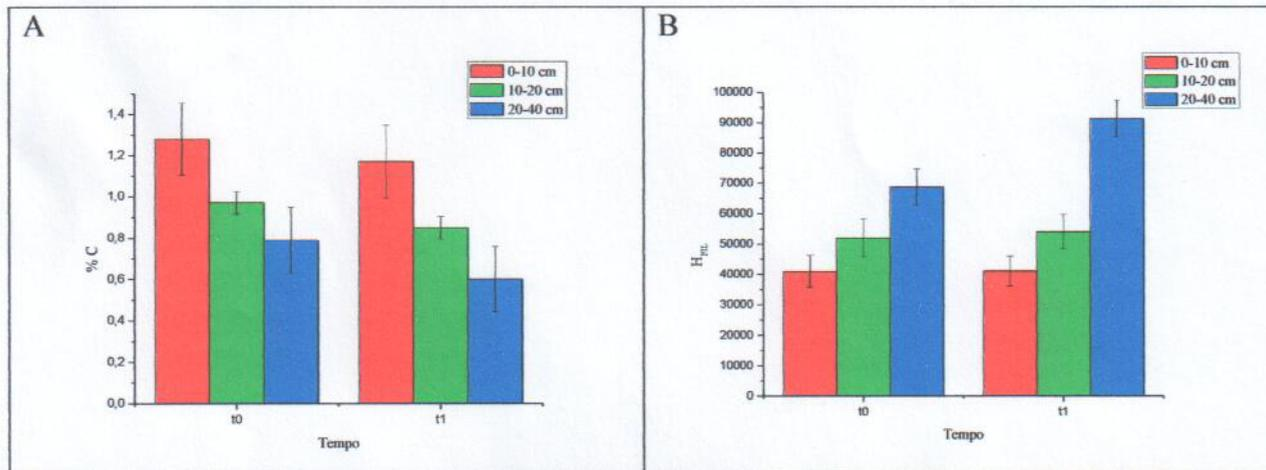 A
0-10 cm
10-20 cm
20-40 cm
1,4
1,2
1,0
0,8
0,6
0,4
0,2
0,0
% C
t0
t1
Tempo
B
0-10 cm
10-20 cm
20-40 cm
100000
90000
80000
70000
60000
50000
40000
30000
20000
10000
0
H_FIL
t0
t1
Tempo